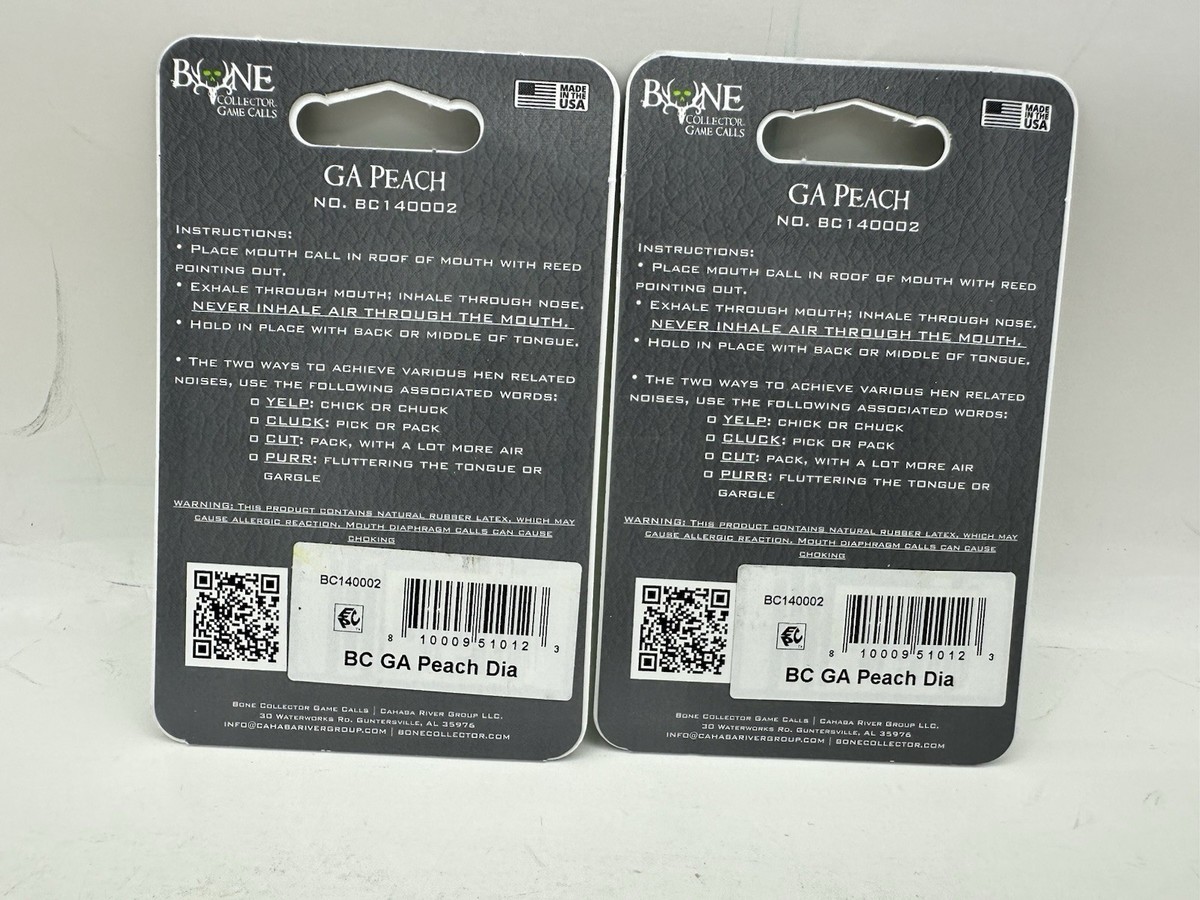 BONE
COLLECTOR
GAME CALLS
MADE
IN THE
USA
GA PEACH
NO. BC140002
INSTRUCTIONS:
• PLACE MOUTH CALL IN ROOF OF MOUTH WITH REED
POINTING OUT.
• EXHALE THROUGH MOUTH; INHALE THROUGH NOSE.
NEVER INHALE AIR THROUGH THE MOUTH.
• HOLD IN PLACE WITH BACK OR MIDDLE OF TONGUE.
• THE TWO WAYS TO ACHIEVE VARIOUS HEN RELATED
NOISES, USE THE FOLLOWING ASSOCIATED WORDS:
YELP: CHICK OR CHUCK
CLUCK: PICK OR PACK
CUT: PACK, WITH A LOT MORE AIR
PURR: FLUTTERING THE TONGUE OR
GARGLE
WARNING: THIS PRODUCT CONTAINS NATURAL RUBBER LATEX, WHICH MAY
CAUSE ALLERGIC REACTION. MOUTH DIAPHRAGM CALLS CAN CAUSE
CHOKING
BC140002
8 10009 51012 3
BC GA Peach Dia
BONE COLLECTOR GAME CALLS | CAHABA RIVER GROUP LLC.
30 WATERWORKS RD. GUNTERSVILLE, AL 35976
INFO@CAHABARIVERGROUP.COM | BONECOLLECTOR.COM
BONE
COLLECTOR
GAME CALLS
MADE
IN THE
USA
GA PEACH
NO. BC140002
INSTRUCTIONS:
• PLACE MOUTH CALL IN ROOF OF MOUTH WITH REED
POINTING OUT.
• EXHALE THROUGH MOUTH; INHALE THROUGH NOSE.
NEVER INHALE AIR THROUGH THE MOUTH.
• HOLD IN PLACE WITH BACK OR MIDDLE OF TONGUE.
• THE TWO WAYS TO ACHIEVE VARIOUS HEN RELATED
NOISES, USE THE FOLLOWING ASSOCIATED WORDS:
YELP: CHICK OR CHUCK
CLUCK: PICK OR PACK
CUT: PACK, WITH A LOT MORE AIR
PURR: FLUTTERING THE TONGUE OR
GARGLE
WARNING: THIS PRODUCT CONTAINS NATURAL RUBBER LATEX, WHICH MAY
CAUSE ALLERGIC REACTION. MOUTH DIAPHRAGM CALLS CAN CAUSE
CHOKING
BC140002
8 10009 51012 3
BC GA Peach Dia
BONE COLLECTOR GAME CALLS | CAHABA RIVER GROUP LLC.
30 WATERWORKS RD. GUNTERSVILLE, AL 35976
INFO@CAHABARIVERGROUP.COM | BONECOLLECTOR.COM